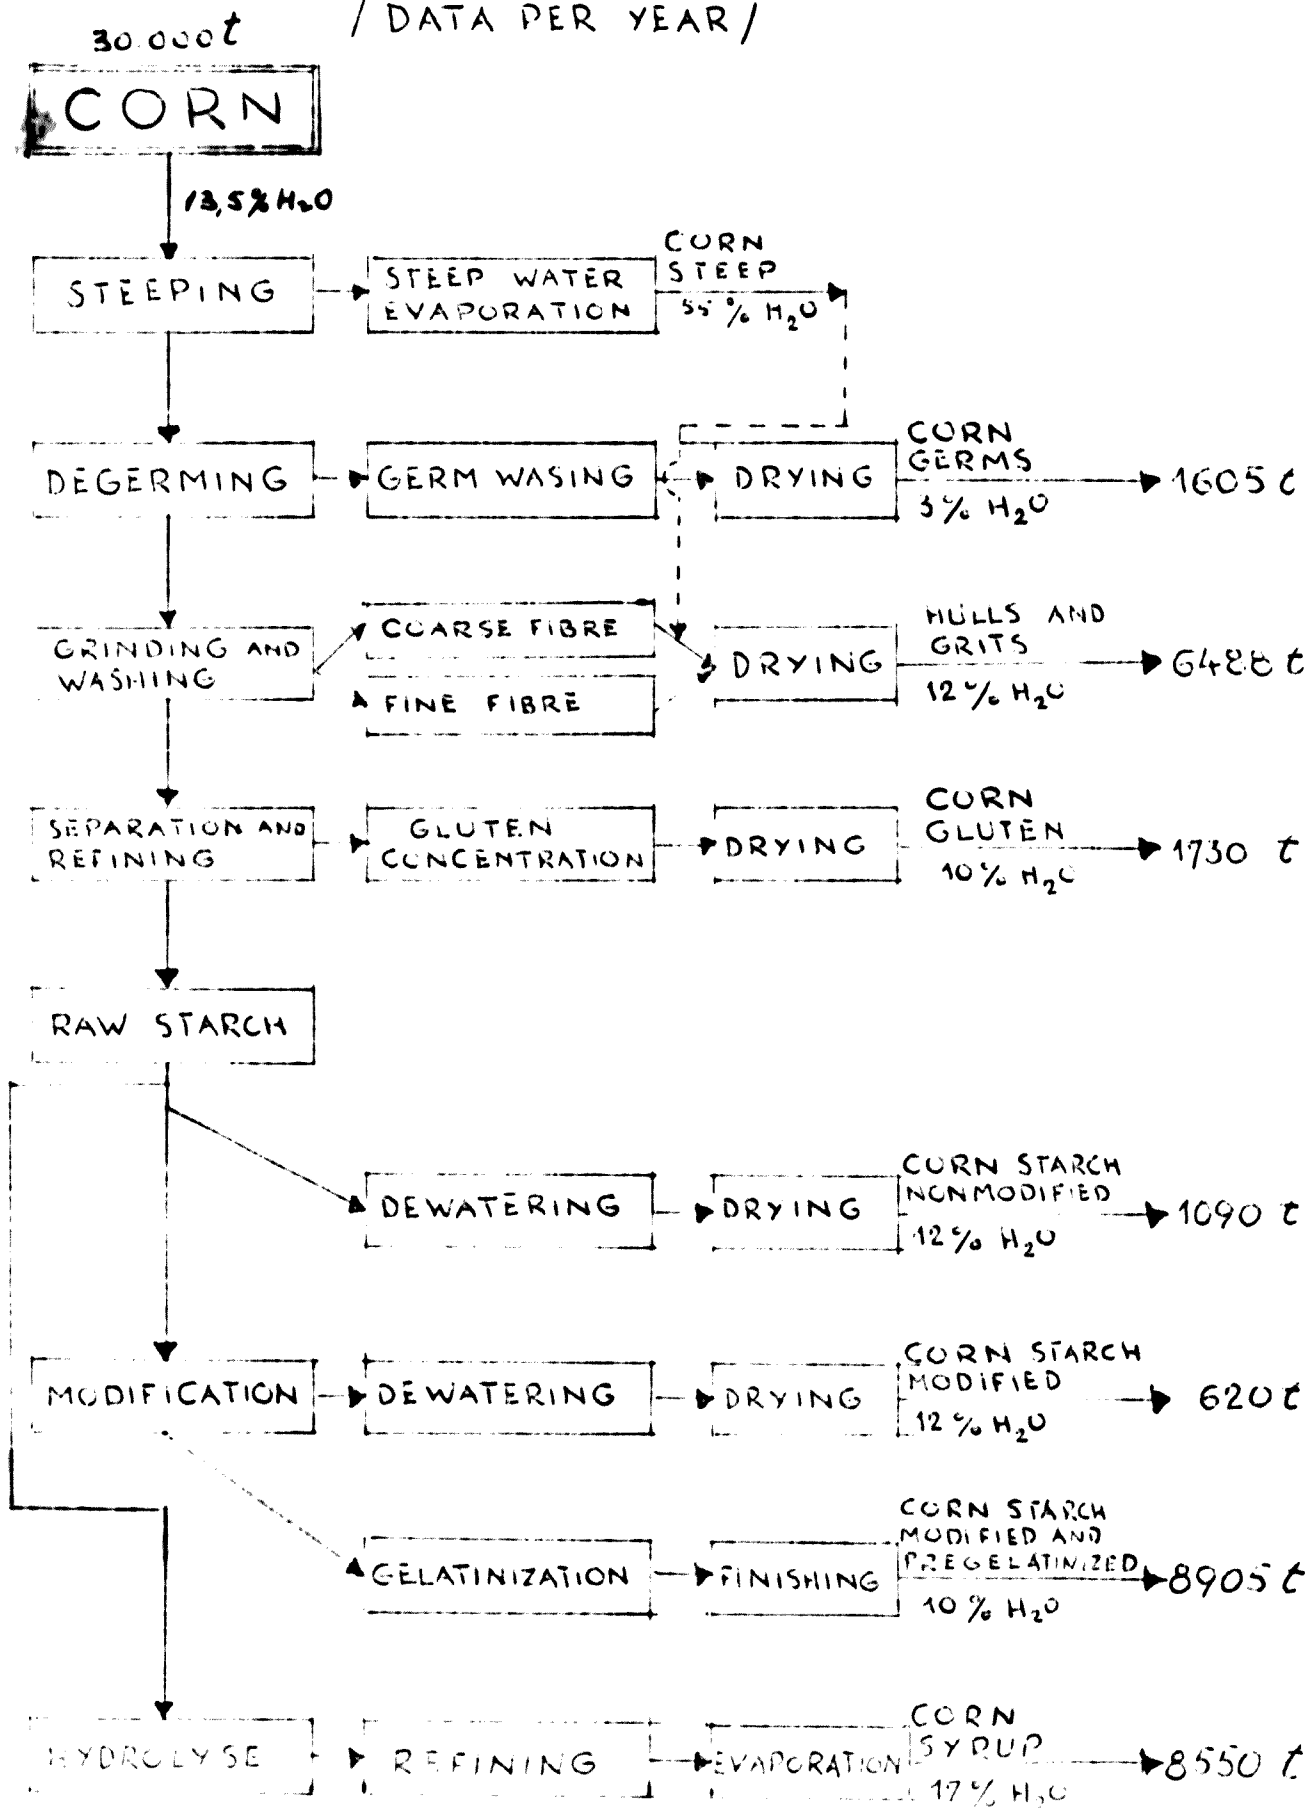 / DATA PER YEAR /
30.000 t
CORN
13,5% H₂O
STEEPING
STEEP WATER
EVAPORATION
CORN
STEEP
55 % H₂O
DEGERMING
GERM WASING
DRYING
CORN
GERMS
3% H₂O
1605 t
GRINDING AND
WASHING
COARSE FIBRE
FINE FIBRE
DRYING
HULLS AND
GRITS
12% H₂O
6488 t
SEPARATION AND
REFINING
GLUTEN
CONCENTRATION
DRYING
CORN
GLUTEN
10% H₂O
1730 t
RAW STARCH
DEWATERING
DRYING
CORN STARCH
NONMODIFIED
12% H₂O
1090 t
MODIFICATION
DEWATERING
DRYING
CORN STARCH
MODIFIED
12% H₂O
620 t
GELATINIZATION
FINISHING
CORN STARCH
MODIFIED AND
PREGELATINIZED
10% H₂O
8905 t
HYDROLYSE
REFINING
EVAPORATION
CORN
SYRUP
17% H₂O
8550 t